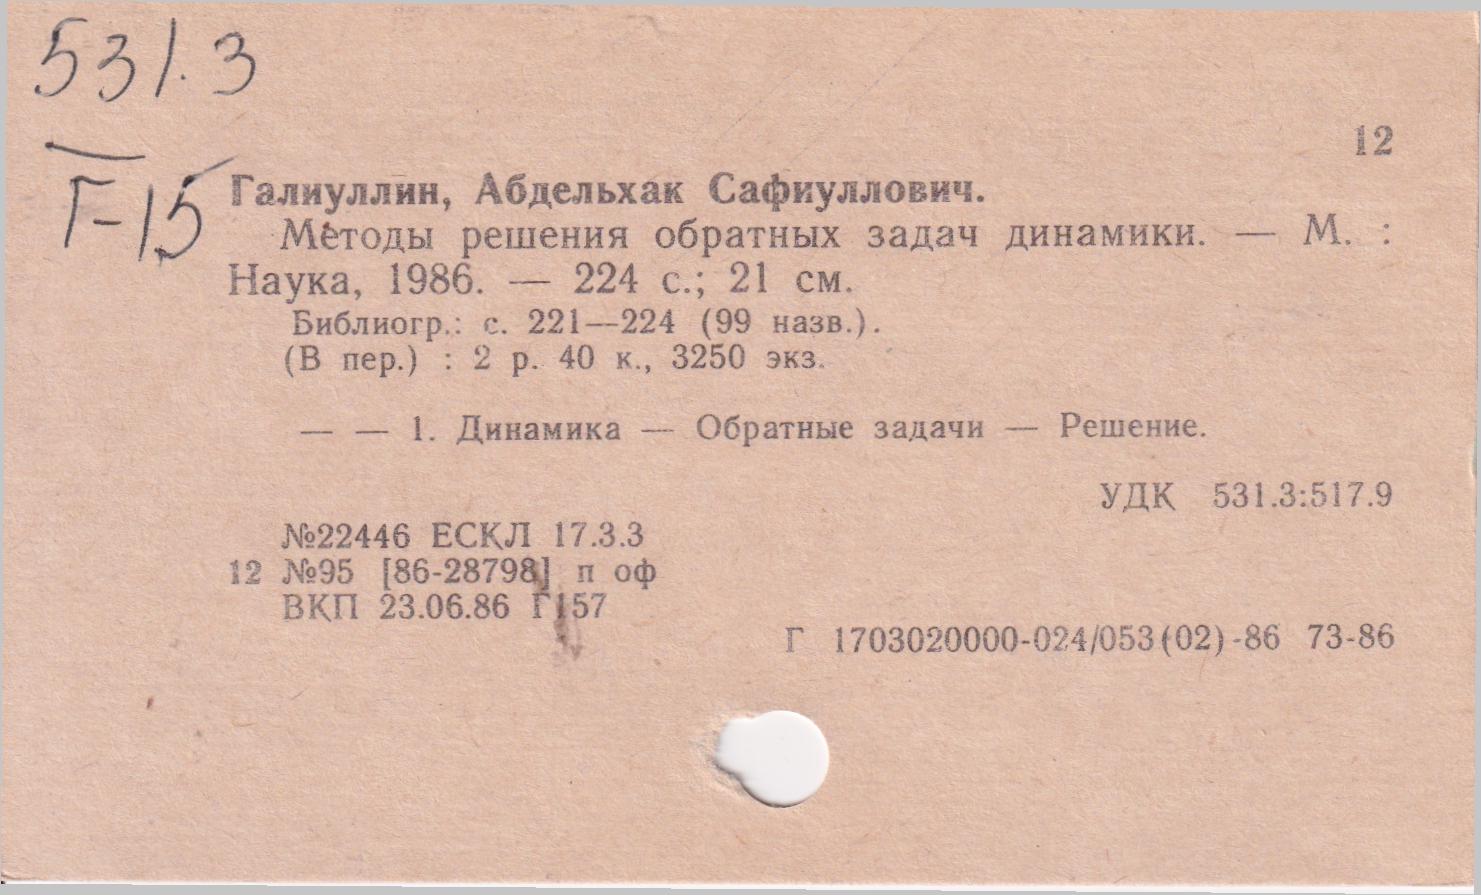 531.3
12
Г-15
Галиуллин, Абдельхак Сафиуллович.
Методы решения обратных задач динамики. — М. :
Наука, 1986. — 224 с.; 21 см.
Библиогр.: с. 221—224 (99 назв.).
(В пер.) : 2 р. 40 к., 3250 экз.
— — 1. Динамика — Обратные задачи — Решение.
УДК 531.3:517.9
№22446 ЕСКЛ 17.3.3
12 №95 [86-28798] п оф
ВКП 23.06.86 Г157
Г 1703020000-024/053(02)-86 73-86